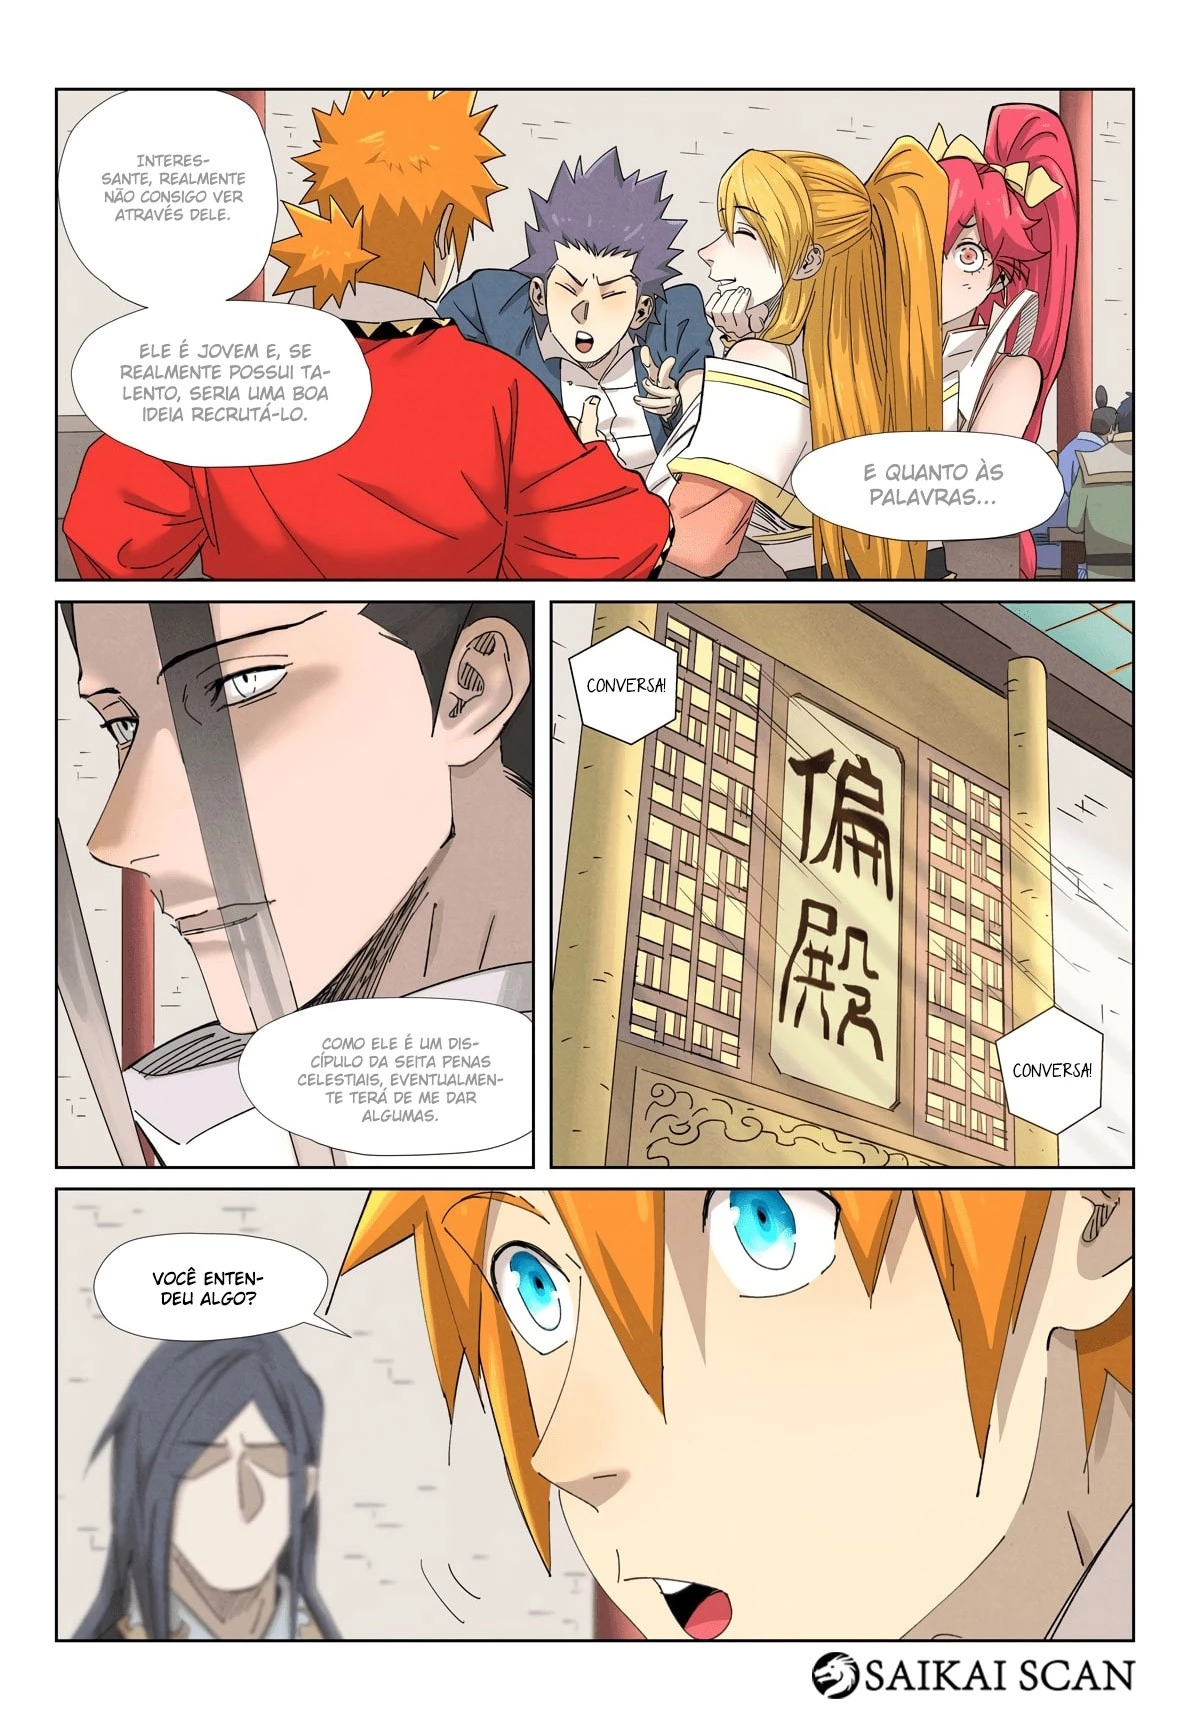 INTERES-
SANTE, REALMENTE
NÃO CONSIGO VER
ATRAVÉS DELE.
ELE É JOVEM E, SE
REALMENTE POSSUI TA-
LENTO, SERIA UMA BOA
IDEIA RECRUTÁ-LO.
E QUANTO ÀS
PALAVRAS...
COMO ELE É UM DIS-
CÍPULO DA SEITA PENAS
CELESTIAIS, EVENTUALMEN-
TE TERÁ DE ME DAR
ALGUMAS.
CONVERSA!
偏殿
CONVERSA!
VOCÊ ENTEN-
DEU ALGO?
SAIKAI SCAN